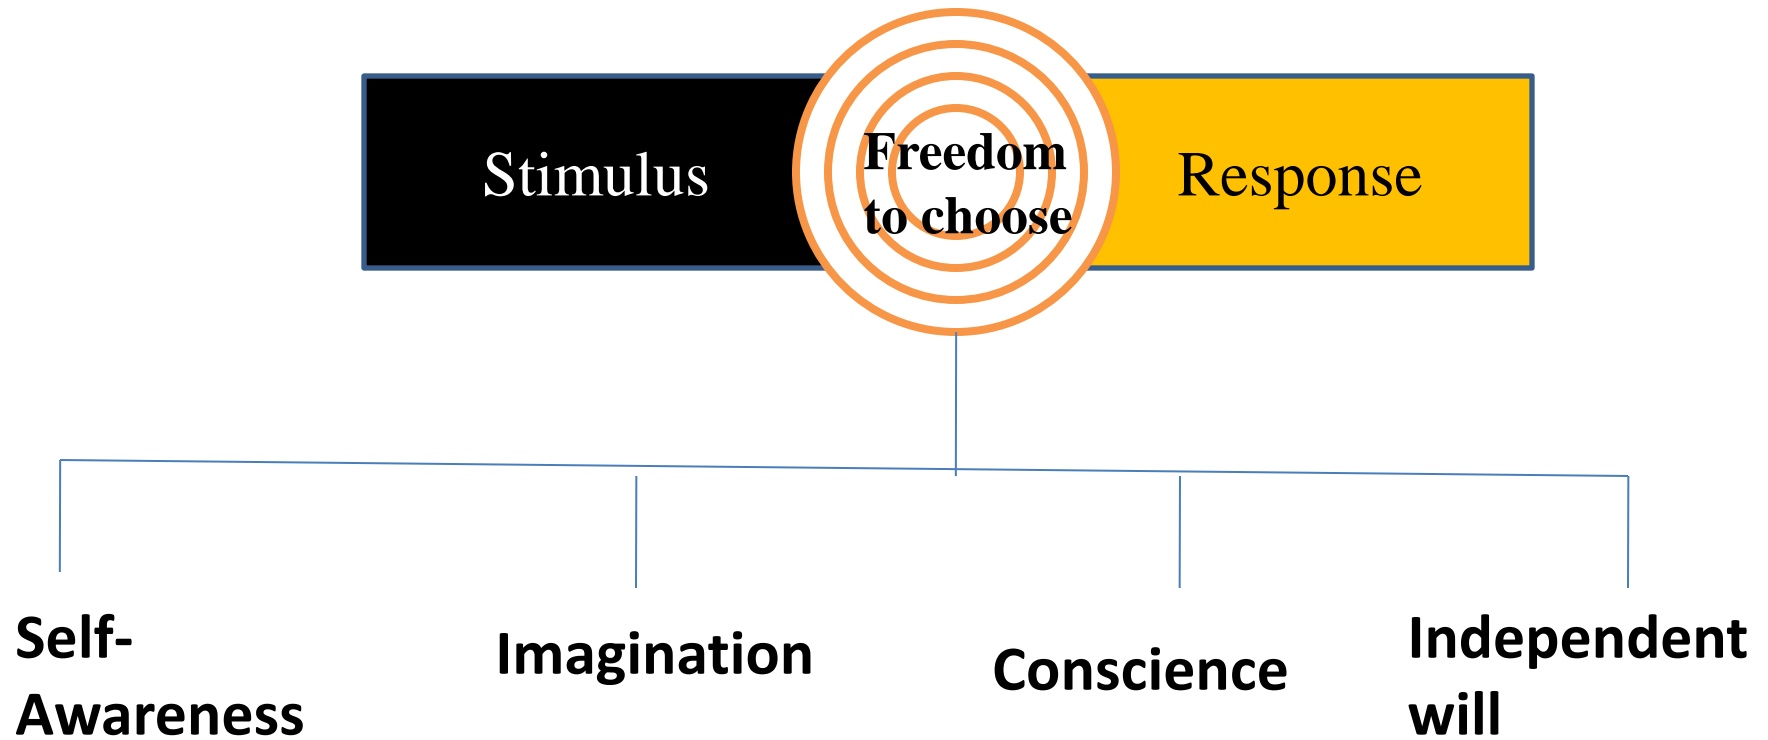 Stimulus
Freedom
to choose
Response
Self-
Awareness
Imagination
Conscience
Independent
will